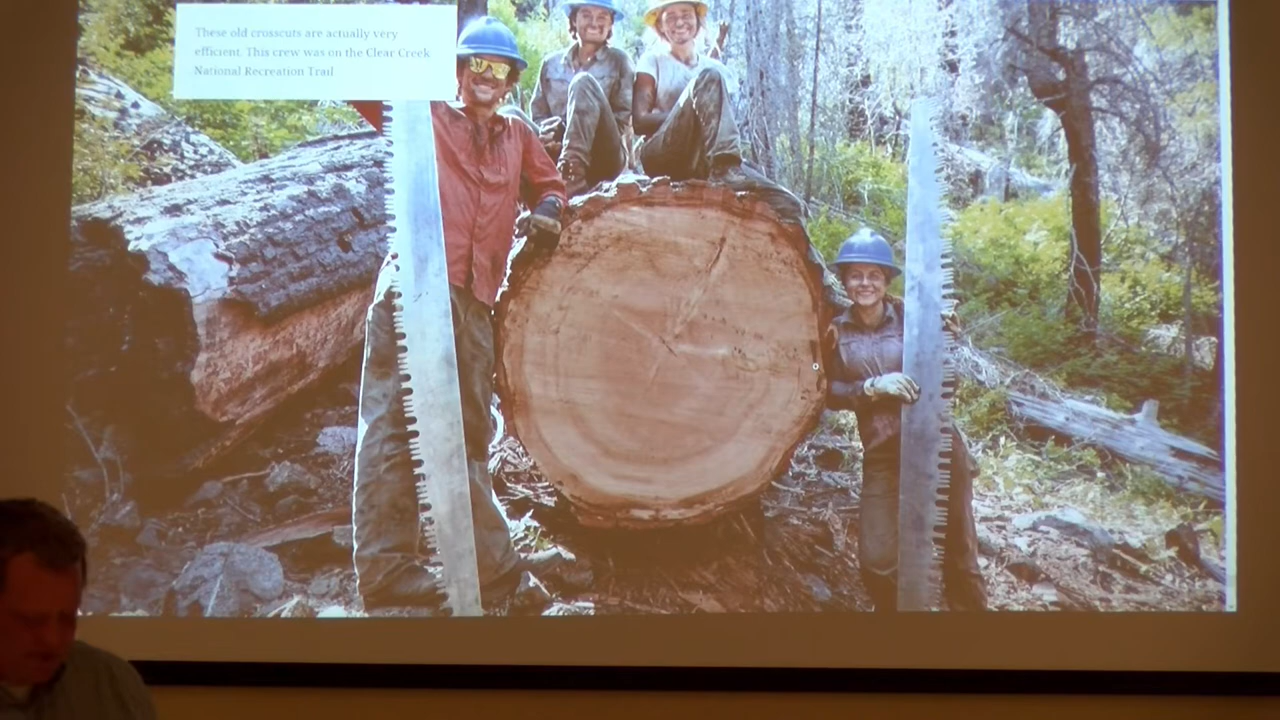 These old crosscuts are actually very
efficient. This crew was on the Clear Creek
National Recreation Trail